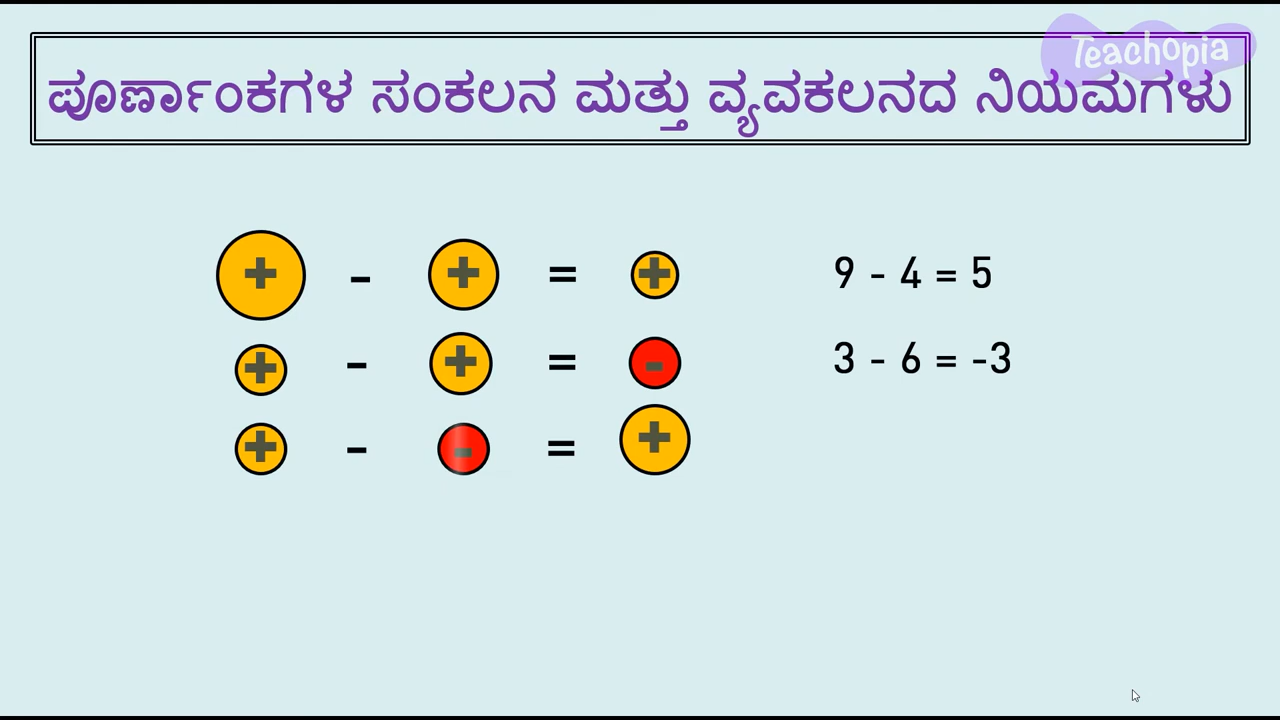 Teachopia
ಪೂರ್ಣಾಂಕಗಳ ಸಂಕಲನ ಮತ್ತು ವ್ಯವಕಲನದ ನಿಯಮಗಳು
+ - + = + 9 - 4 = 5
+ - + = - 3 - 6 = -3
+ - - = +